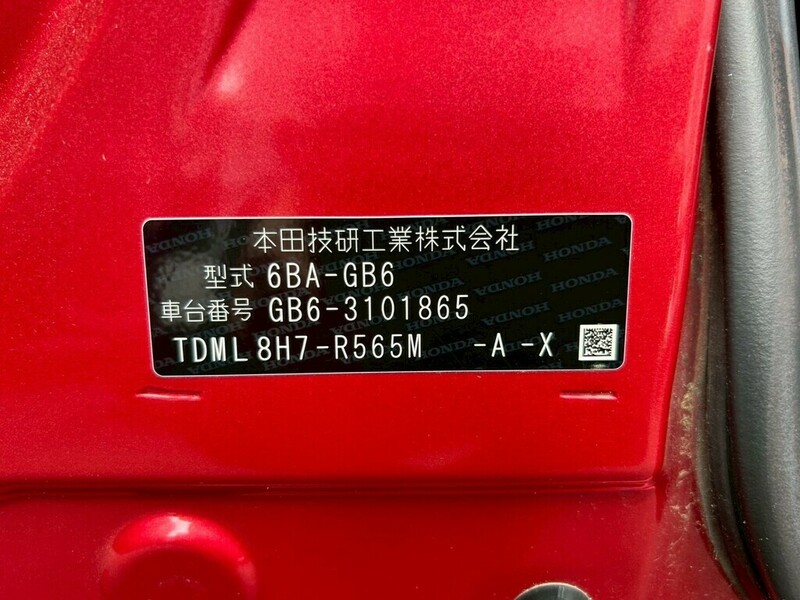 本田技研工業株式会社
型式 6BA-GB6
車台番号 GB6-3101865
TDML 8H7-R565M -A -X